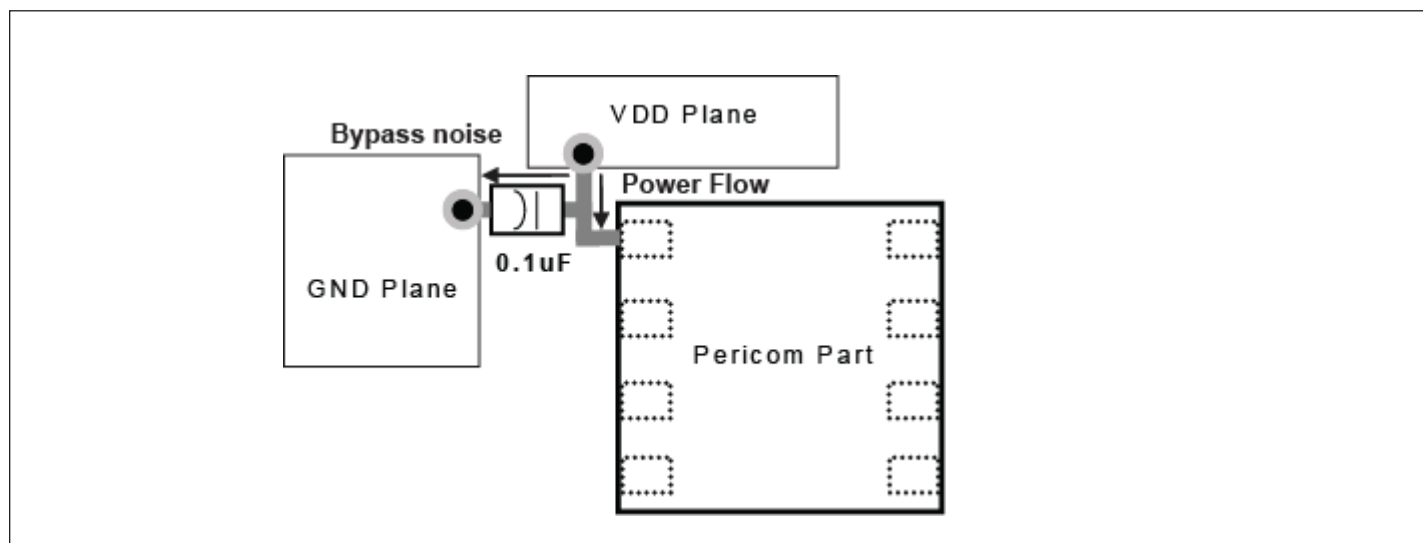 VDD Plane
Bypass noise
Power Flow
0.1uF
GND Plane
Pericom Part